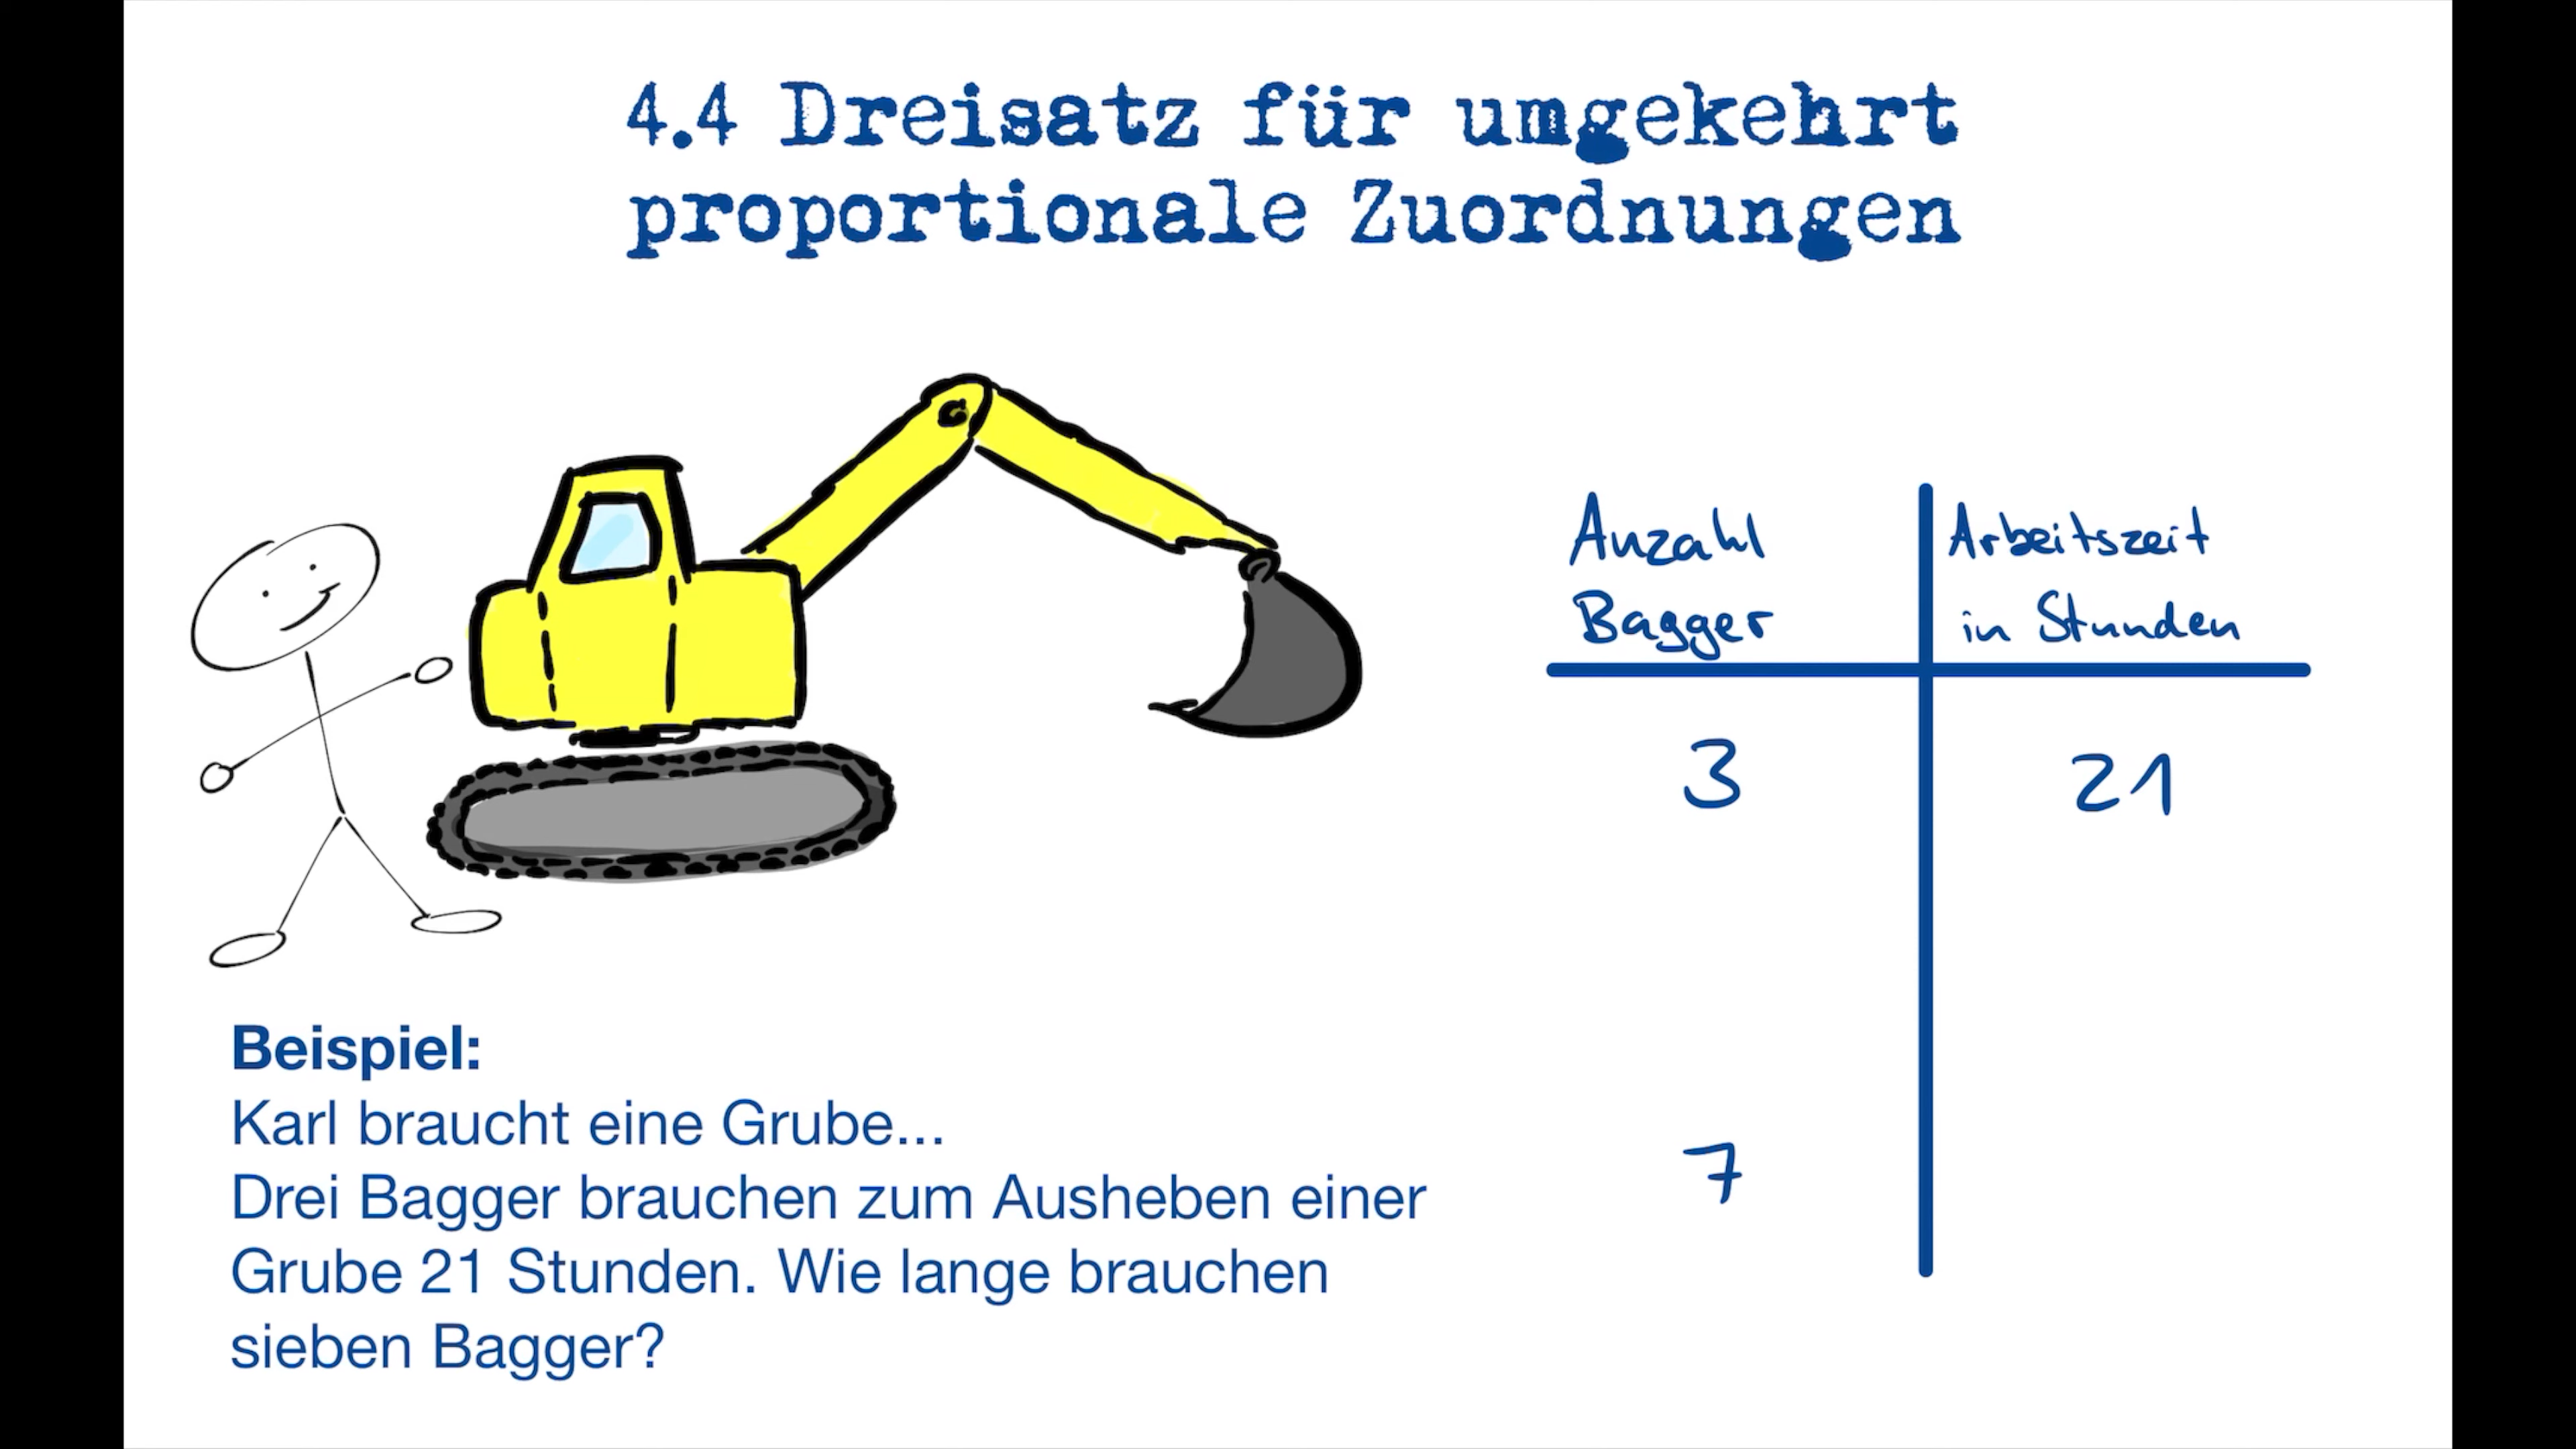 4.4 Dreisatz für umgekehrt
proportionale Zuordnungen
Anzahl
Bagger
Arbeitszeit
in Stunden
3
21
7
Beispiel:
Karl braucht eine Grube...
Drei Bagger brauchen zum Ausheben einer
Grube 21 Stunden. Wie lange brauchen
sieben Bagger?